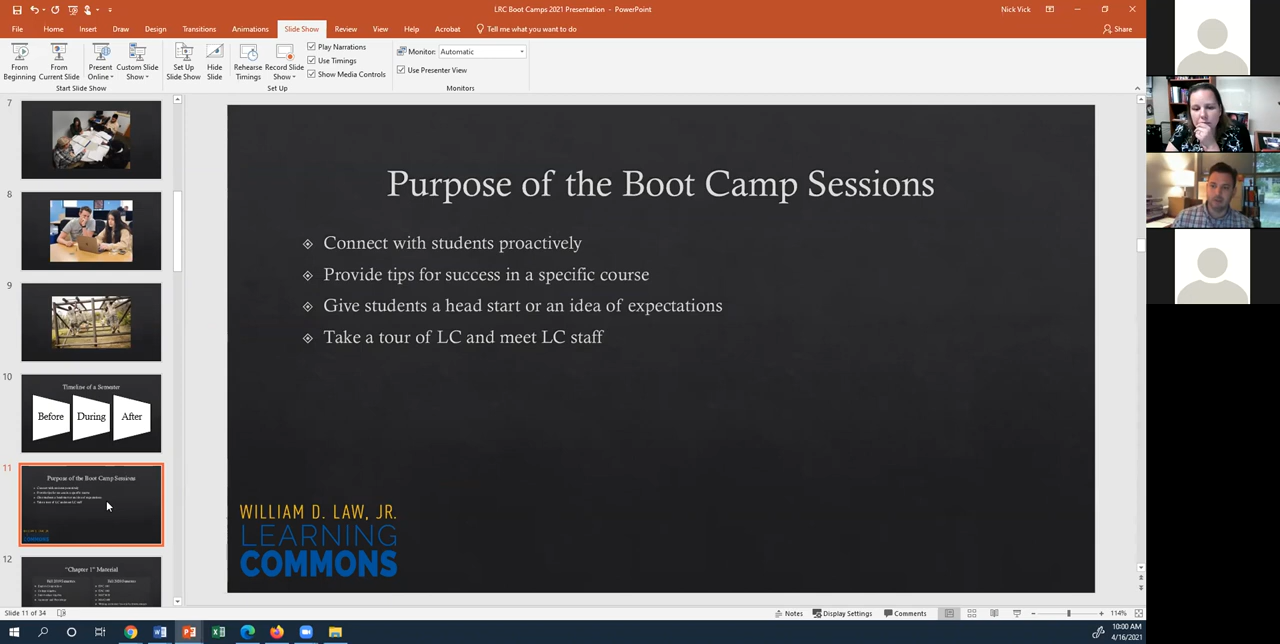 LRC Boot Camps 2021 Presentation - PowerPoint
Nick Vick
File Home Insert Draw Design Transitions Animations Slide Show Review View Help Acrobat Tell me what you want to do
Share
From Beginning
From Current Slide
Present Online
Custom Slide Show
Start Slide Show
Set Up Slide Show
Hide Slide
Rehearse Timings
Record Slide Show
Play Narrations
Use Timings
Show Media Controls
Set Up
Monitor: Automatic
Use Presenter View
Monitors
7
8
9
10
Timeline of a Semester
Before During After
11
Purpose of the Boot Camp Sessions
12
"Chapter 1" Material
Purpose of the Boot Camp Sessions
Connect with students proactively
Provide tips for success in a specific course
Give students a head start or an idea of expectations
Take a tour of LC and meet LC staff
WILLIAM D. LAW, JR.
LEARNING
COMMONS
Slide 11 of 34
Notes Display Settings Comments
114%
10:00 AM
4/16/2021